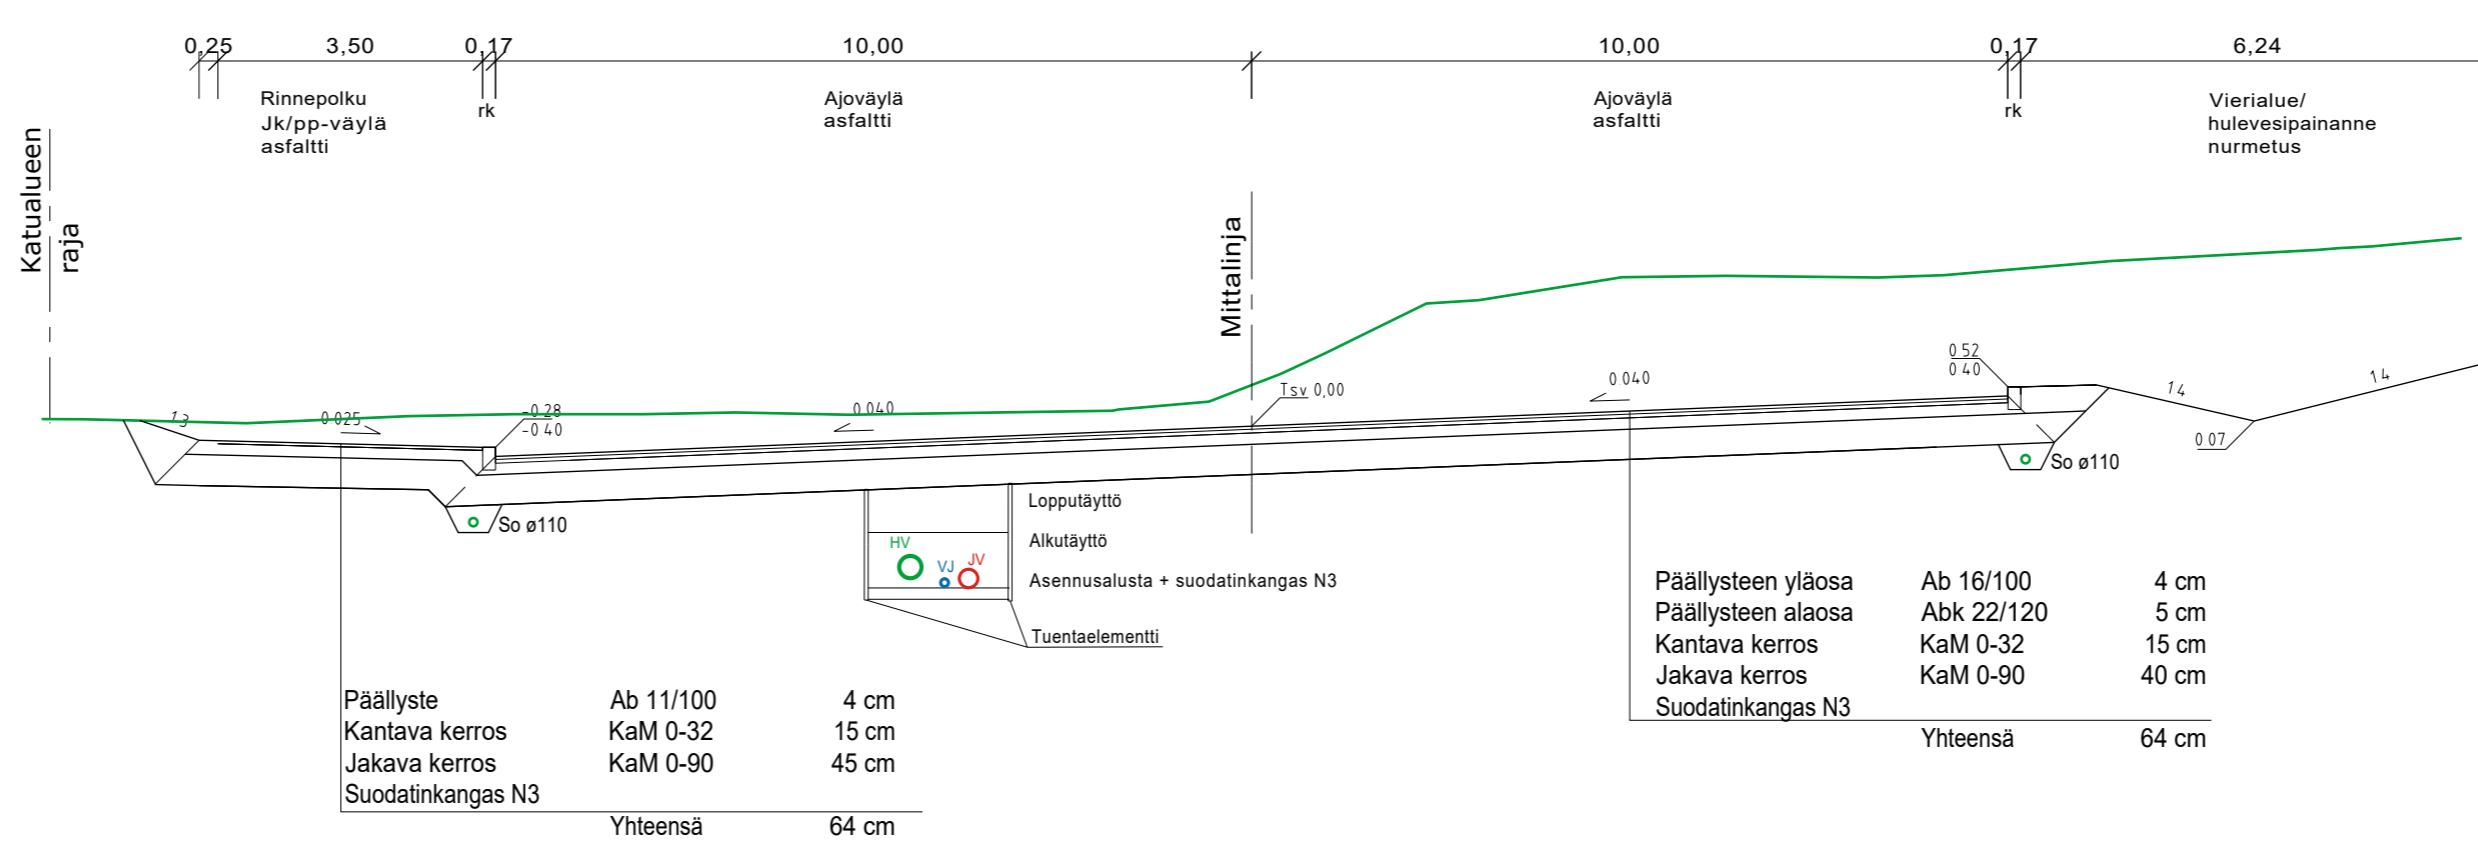 0,25 3,50 0,17 10,00 10,00 0,17 6,24
Rinnepolku
Jk/pp-väylä
asfaltti
rk
Ajoväylä
asfaltti
Ajoväylä
asfaltti
rk
Vierialue/
hulevesipainanne
nurmetus
Katualueen
raja
Mittalinja
1 3
0 025
-0 28
-0 40
0 040
Tsv 0,00
0 040
0 52
0 40
1 4
1 4
0 07
So ø110
So ø110
HV
VJ
JV
Lopputäyttö
Alkutäyttö
Asennusalusta + suodatinkangas N3
Tuentaelementti
Päällysteen yläosa Ab 16/100 4 cm
Päällysteen alaosa Abk 22/120 5 cm
Kantava kerros KaM 0-32 15 cm
Jakava kerros KaM 0-90 40 cm
Suodatinkangas N3
Yhteensä 64 cm
Päällyste Ab 11/100 4 cm
Kantava kerros KaM 0-32 15 cm
Jakava kerros KaM 0-90 45 cm
Suodatinkangas N3
Yhteensä 64 cm